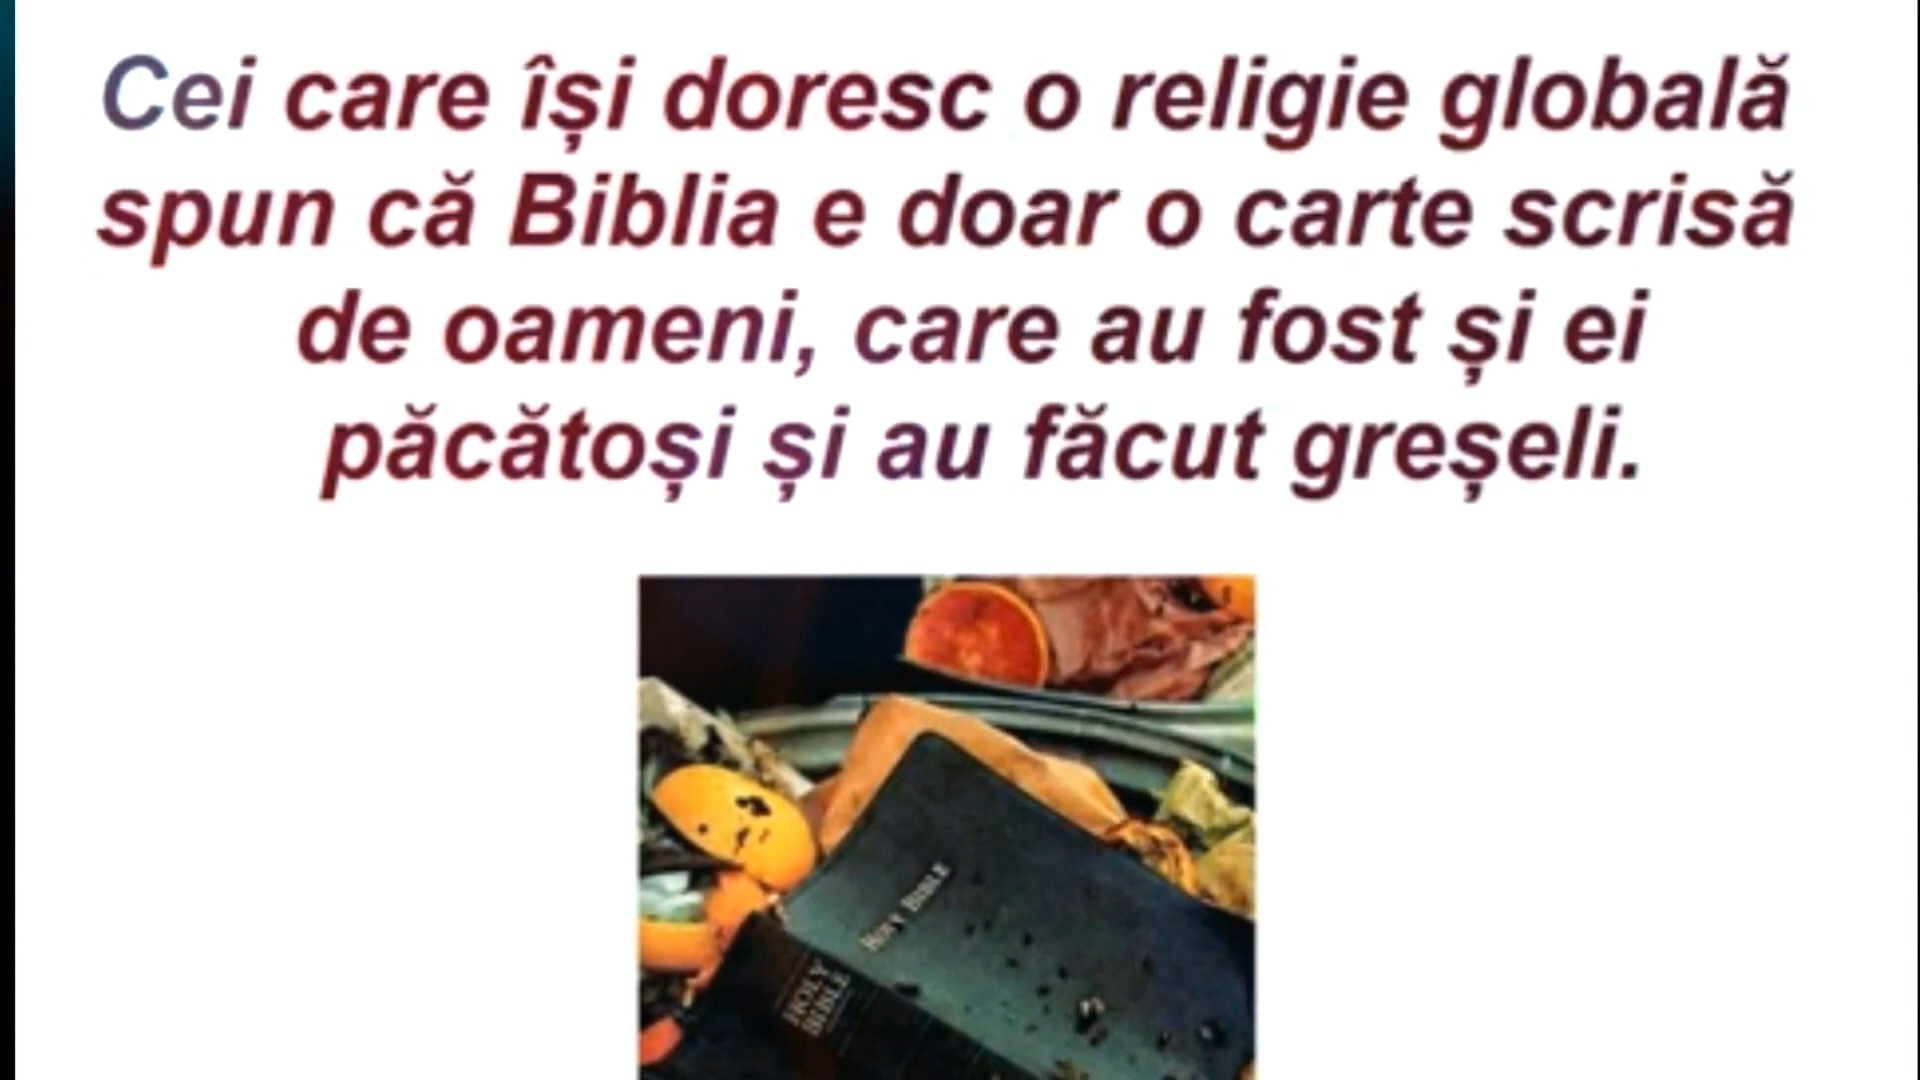 Cei care își doresc o religie globală
spun că Biblia e doar o carte scrisă
de oameni, care au fost și ei
păcătoși și au făcut greșeli.
HOLY BIBLE
HOLY
BIBLE